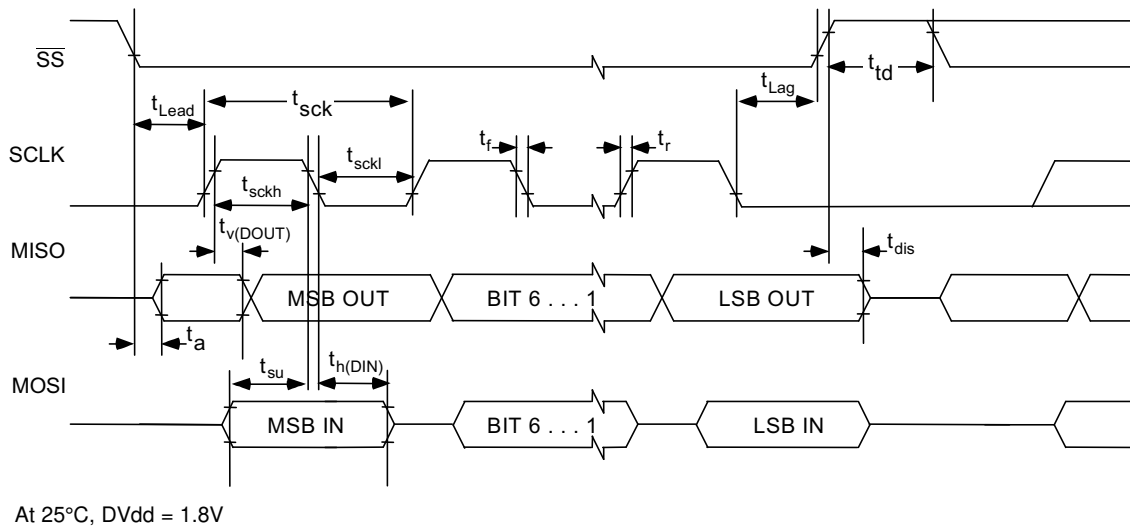 SS
t_td
t_Lag
t_Lead
t_sck
SCLK
t_f
t_r
t_sckl
t_sckh
t_v(DOUT)
MISO
t_dis
MSB OUT
BIT 6 . . . 1
LSB OUT
t_a
t_su
t_h(DIN)
MOSI
MSB IN
BIT 6 . . . 1
LSB IN
At 25°C, DVdd = 1.8V